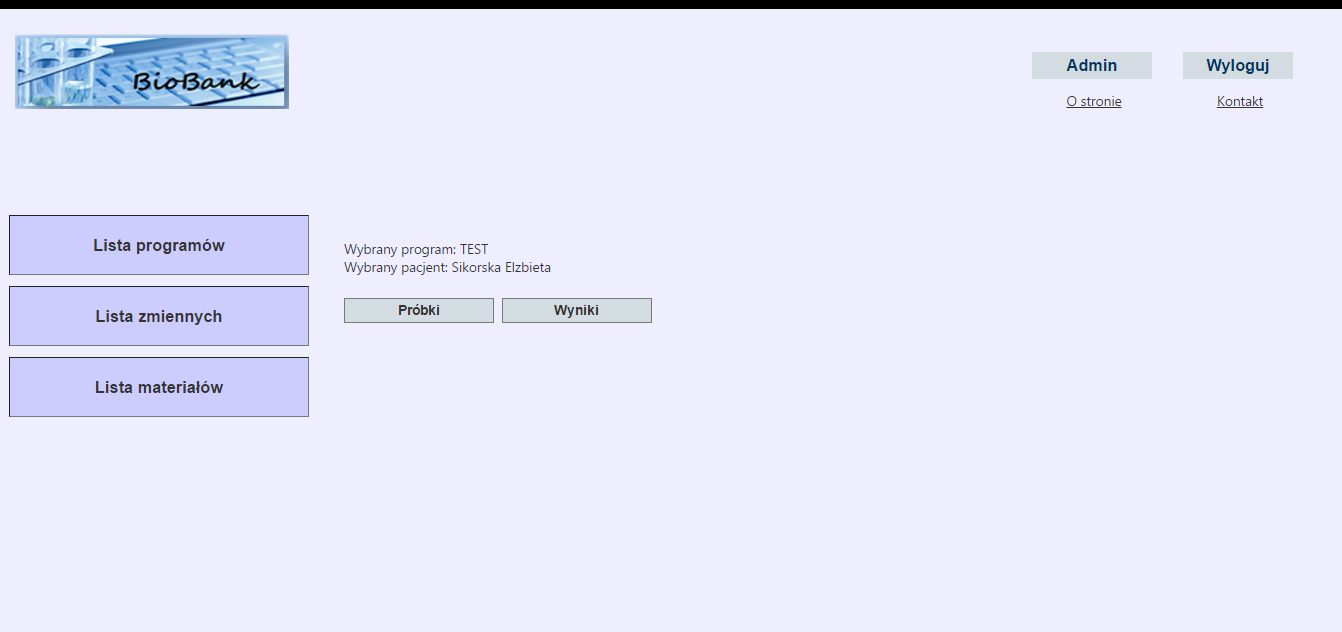 BioBank
Admin
Wyloguj
O stronie
Kontakt
Lista programów
Lista zmiennych
Lista materiałów
Wybrany program: TEST
Wybrany pacjent: Sikorska Elzbieta
Próbki
Wyniki